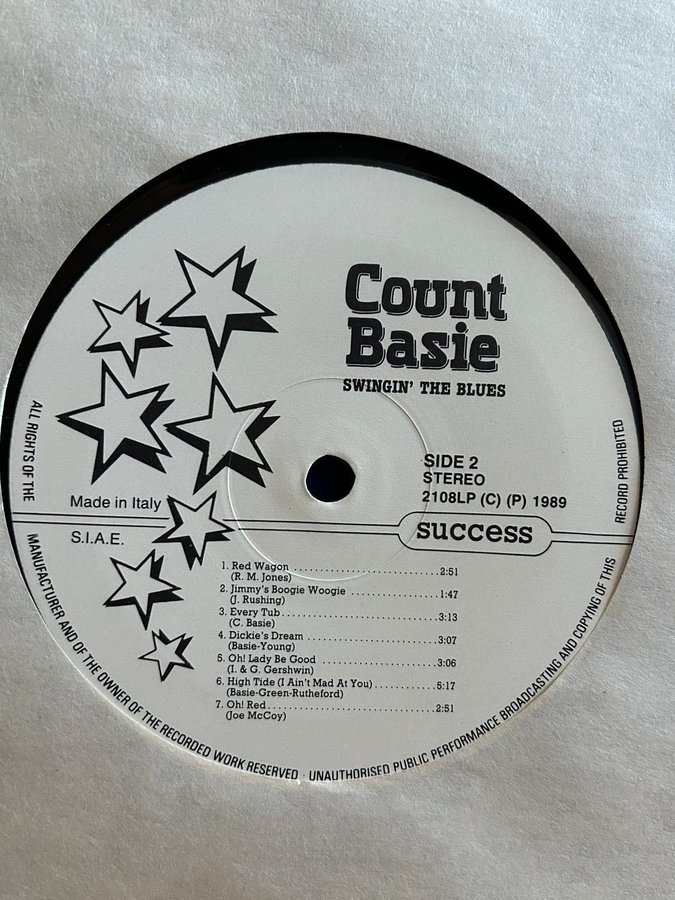 Count
Basie
SWINGIN' THE BLUES
SIDE 2
STEREO
2108LP (C) (P) 1989
Made in Italy
S.I.A.E.
success
1. Red Wagon ........................ 2:51
(R. M. Jones)
2. Jimmy's Boogie Woogie ................ 1:47
(J. Rushing)
3. Every Tub ........................ 3:13
(C. Basie)
4. Dickie's Dream ........................ 3:07
(Basie-Young)
5. Oh! Lady Be Good ........................ 3:06
(I. & G. Gershwin)
6. High Tide (I Ain't Mad At You) ............ 5:17
(Basie-Green-Rutheford)
7. Oh! Red ........................ 2:51
(Joe McCoy)
ALL RIGHTS OF THE MANUFACTURER AND OF THE OWNER OF THE RECORDED WORK RESERVED · UNAUTHORISED PUBLIC PERFORMANCE BROADCASTING AND COPYING OF THIS RECORD PROHIBITED